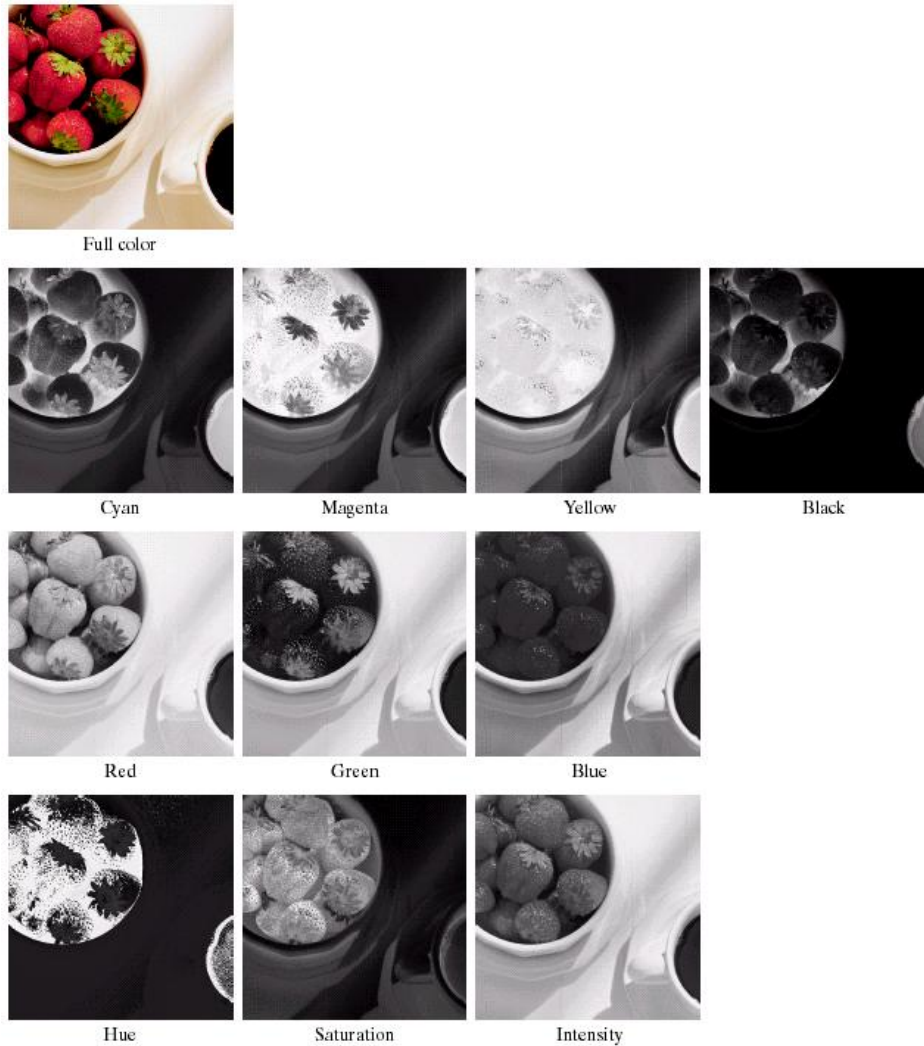 Full color
Cyan
Magenta
Yellow
Black
Red
Green
Blue
Hue
Saturation
Intensity